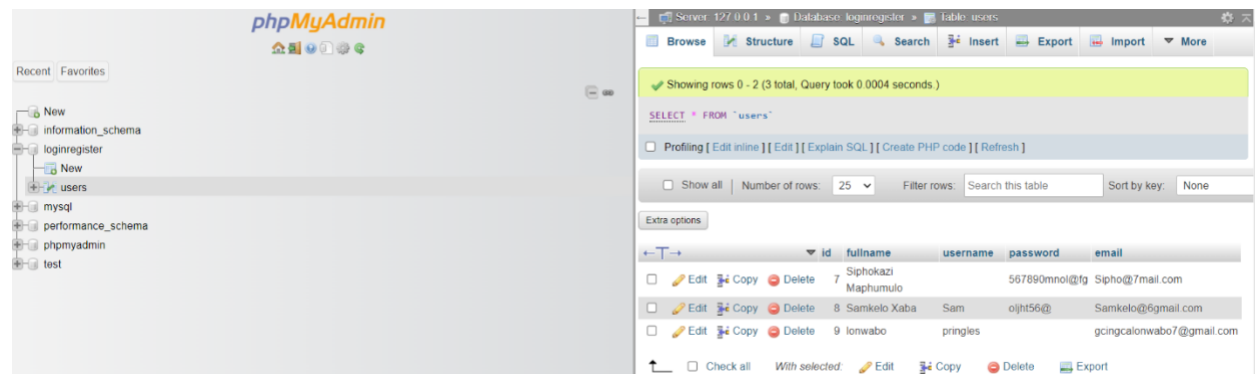 phpMyAdmin
Recent Favorites
New
information_schema
loginregister
New
users
mysql
performance_schema
phpmyadmin
test
Server: 127.0.0.1 » Database: loginregister » Table: users
Browse Structure SQL Search Insert Export Import More
Showing rows 0 - 2 (3 total, Query took 0.0004 seconds.)
SELECT * FROM `users`
Profiling [ Edit inline ] [ Edit ] [ Explain SQL ] [ Create PHP code ] [ Refresh ]
Show all | Number of rows: 25 Filter rows: Search this table Sort by key: None
Extra options
←T→ id fullname username password email
Edit Copy Delete 7 Siphokazi Maphumulo 567890mnol@fg Sipho@7mail.com
Edit Copy Delete 8 Samkelo Xaba Sam oljht56@ Samkelo@6gmail.com
Edit Copy Delete 9 lonwabo pringles gcingcalonwabo7@gmail.com
Check all With selected: Edit Copy Delete Export